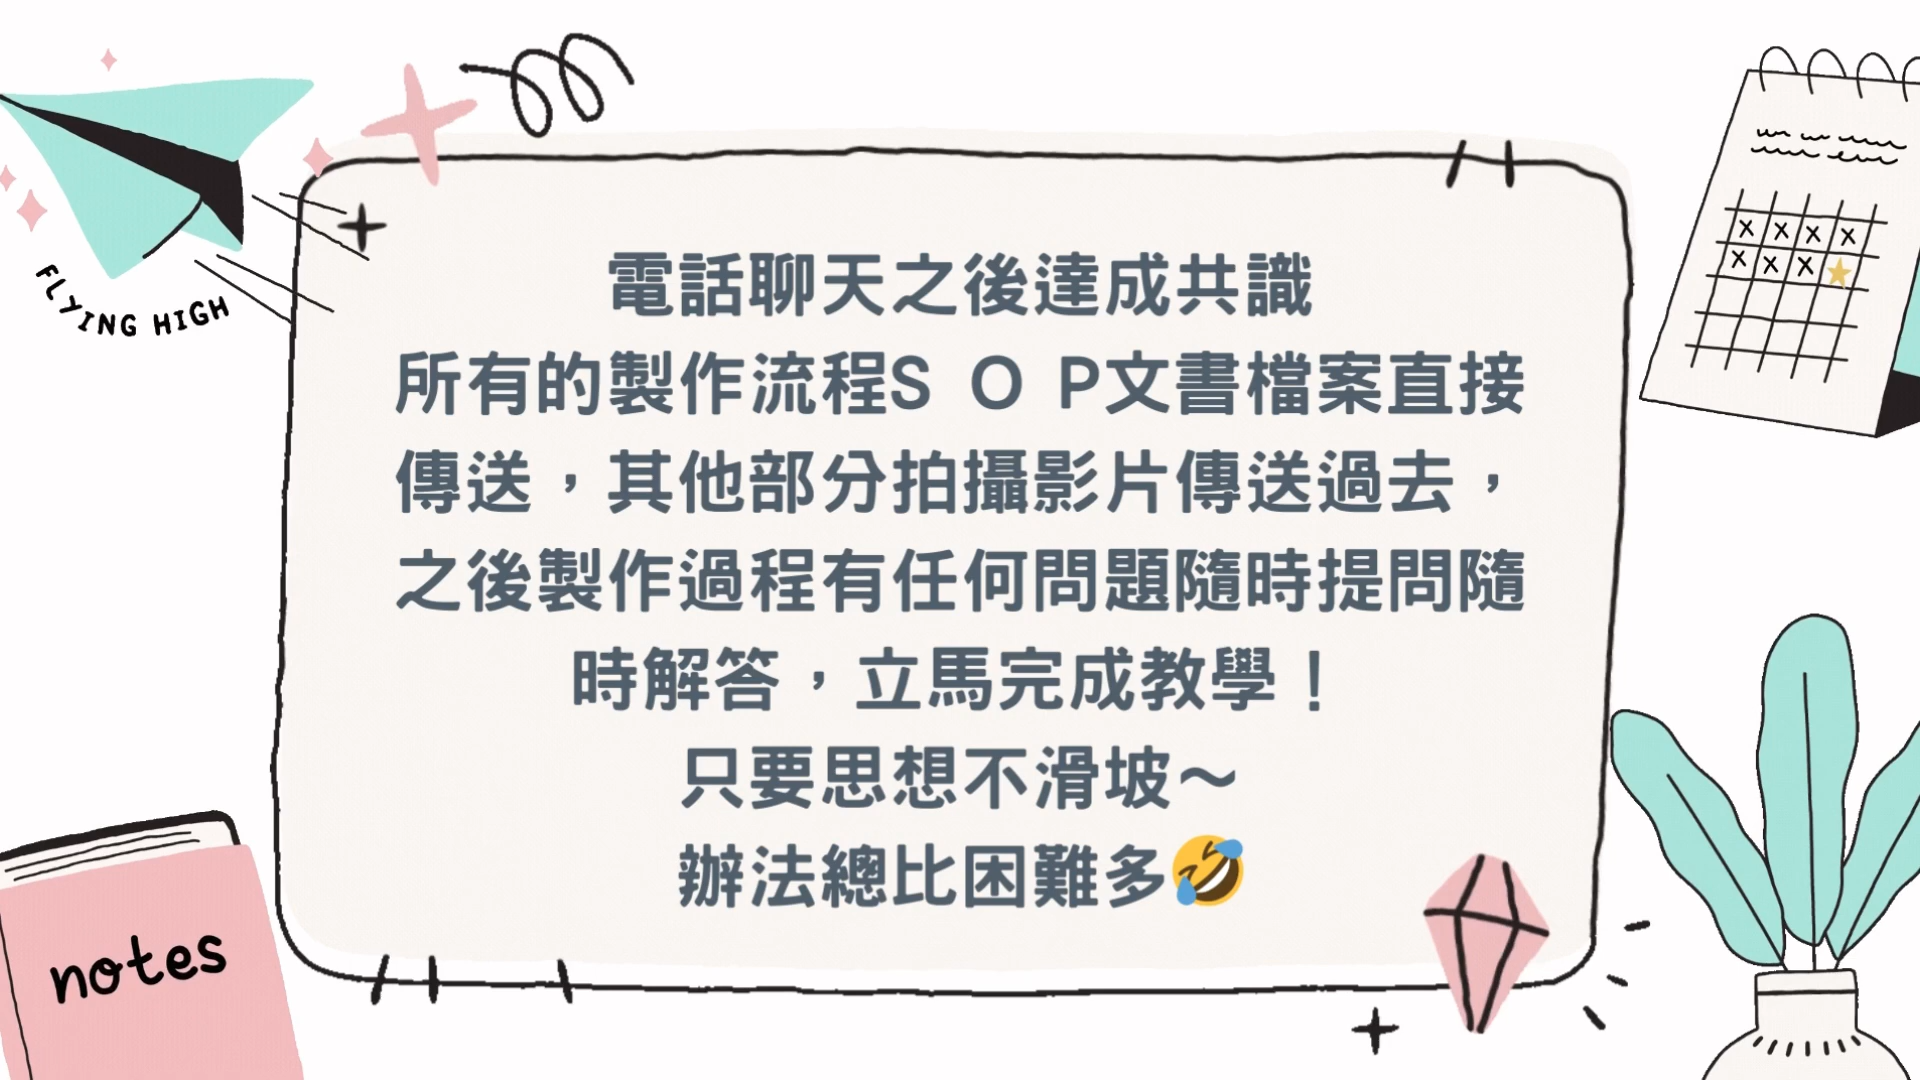 FLYING HIGH
電話聊天之後達成共識
所有的製作流程S O P文書檔案直接
傳送，其他部分拍攝影片傳送過去，
之後製作過程有任何問題隨時提問隨
時解答，立馬完成教學！
只要思想不滑坡～
辦法總比困難多🤣
notes